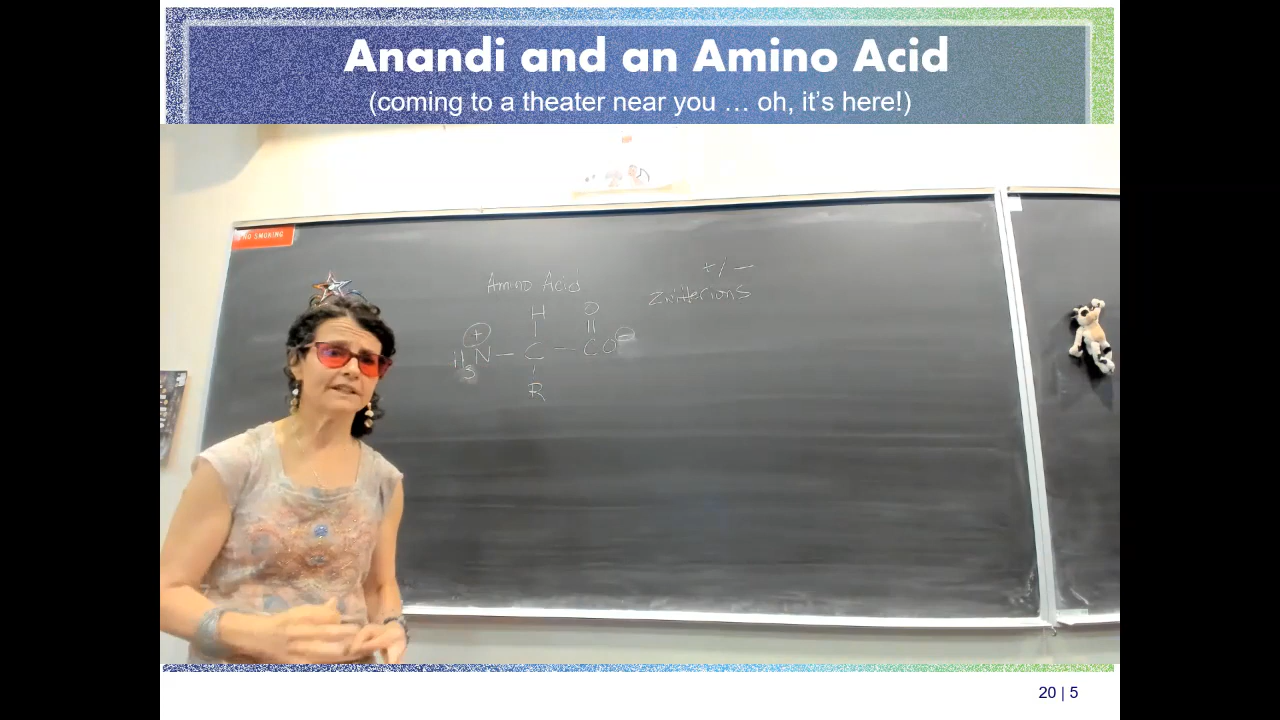 Anandi and an Amino Acid
(coming to a theater near you … oh, it’s here!)
NO SMOKING
+/−
Amino Acids
Zwitterions
H O
+ −
H3N — C — CO
R
20 | 5